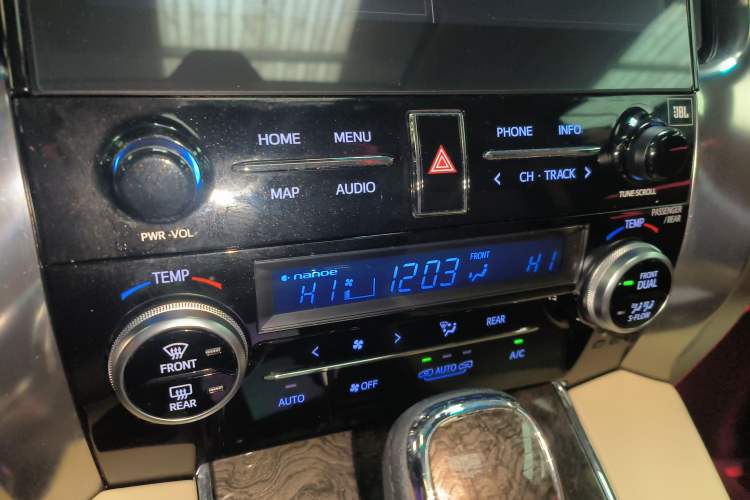 HOME MENU
PHONE INFO
JBL
MAP AUDIO
CH · TRACK
TUNE/SCROLL
PWR · VOL
PASSENGER
/REAR
TEMP
TEMP
nanoe
FRONT
HI 1203 HI
FRONT
DUAL
S-FLOW
FRONT
REAR
REAR
AUTO
OFF
AUTO
A/C